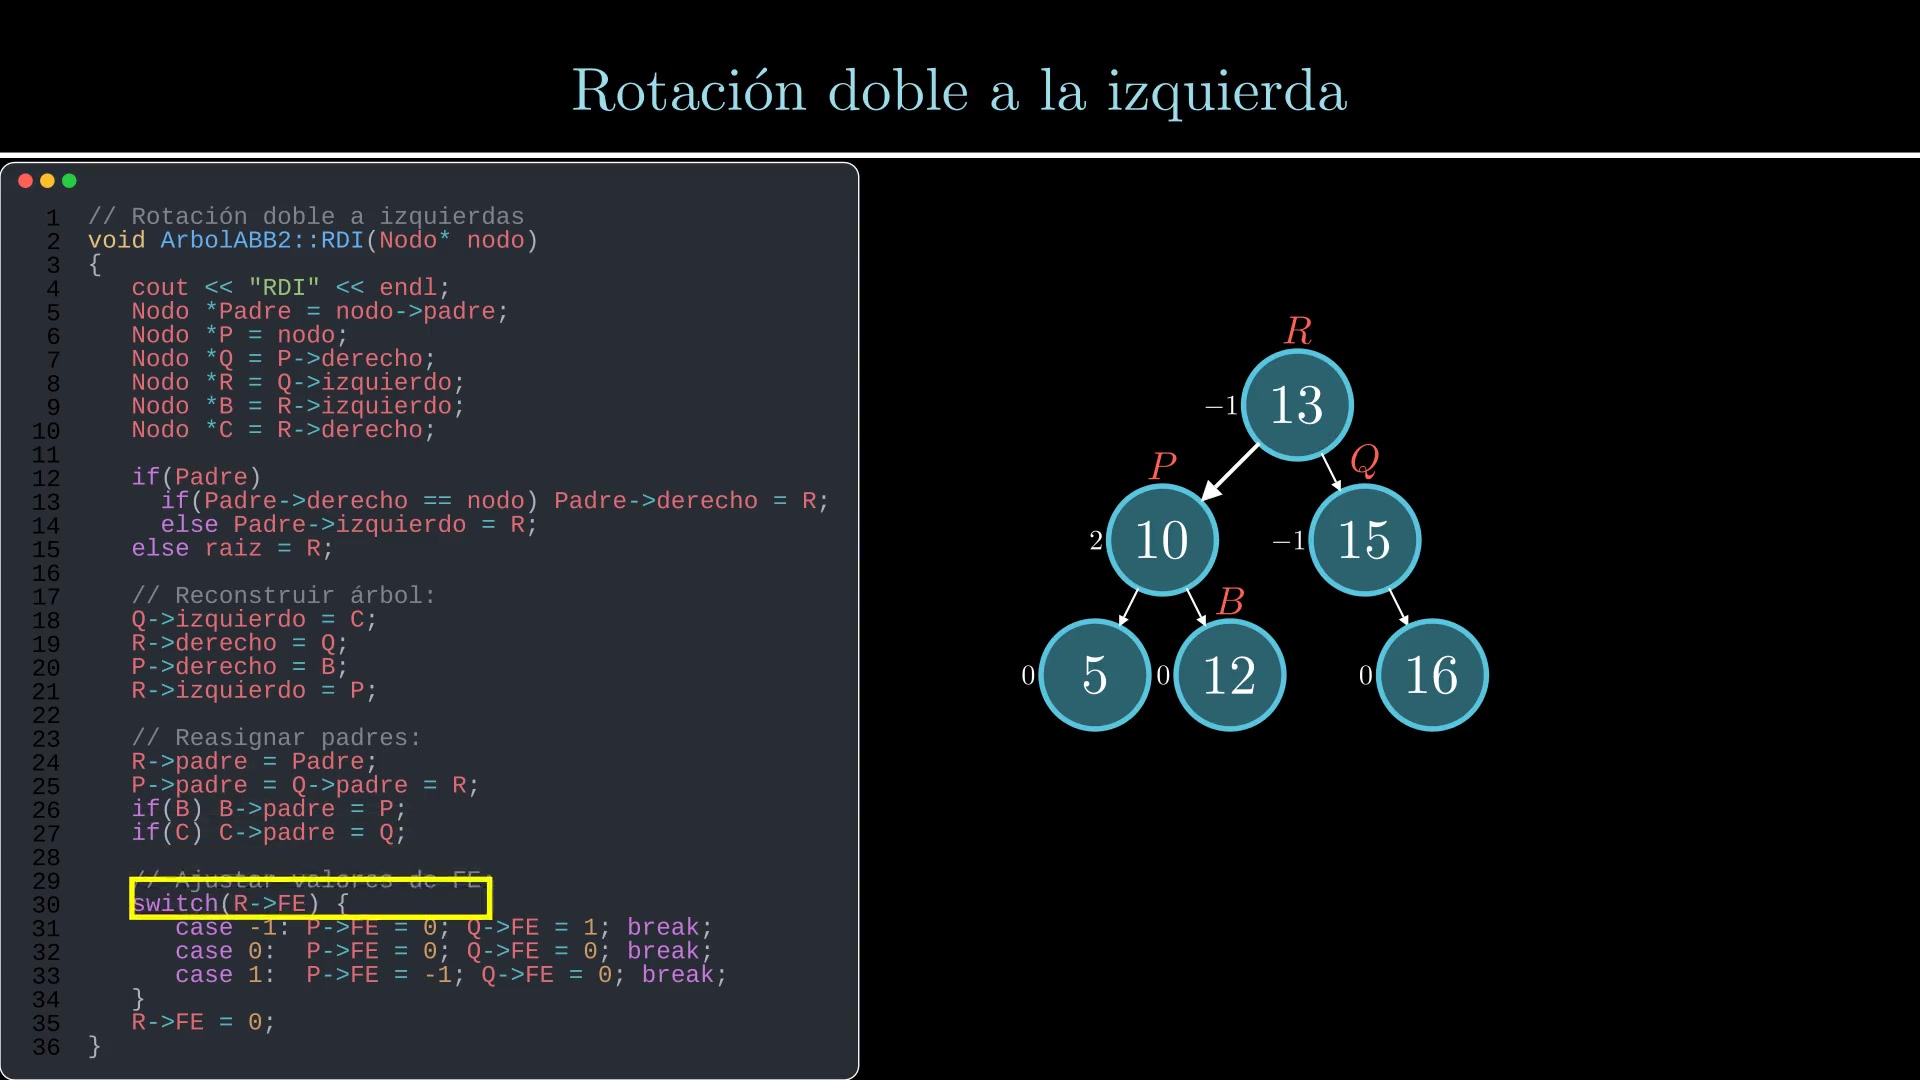 Rotación doble a la izquierda
1 // Rotación doble a izquierdas
2 void ArbolABB2::RDI(Nodo* nodo)
3 {
4 cout << "RDI" << endl;
5 Nodo *Padre = nodo->padre;
6 Nodo *P = nodo;
7 Nodo *Q = P->derecho;
8 Nodo *R = Q->izquierdo;
9 Nodo *B = R->izquierdo;
10 Nodo *C = R->derecho;
11
12 if(Padre)
13 if(Padre->derecho == nodo) Padre->derecho = R;
14 else Padre->izquierdo = R;
15 else raiz = R;
16
17 // Reconstruir árbol:
18 Q->izquierdo = C;
19 R->derecho = Q;
20 P->derecho = B;
21 R->izquierdo = P;
22
23 // Reasignar padres:
24 R->padre = Padre;
25 P->padre = Q->padre = R;
26 if(B) B->padre = P;
27 if(C) C->padre = Q;
28
29 // Ajustar valores de FE:
30 switch(R->FE) {
31 case -1: P->FE = 0; Q->FE = 1; break;
32 case 0: P->FE = 0; Q->FE = 0; break;
33 case 1: P->FE = -1; Q->FE = 0; break;
34 }
35 R->FE = 0;
36 }
R
−1 13
P Q
2 10 −1 15
B
0 5 0 12 0 16